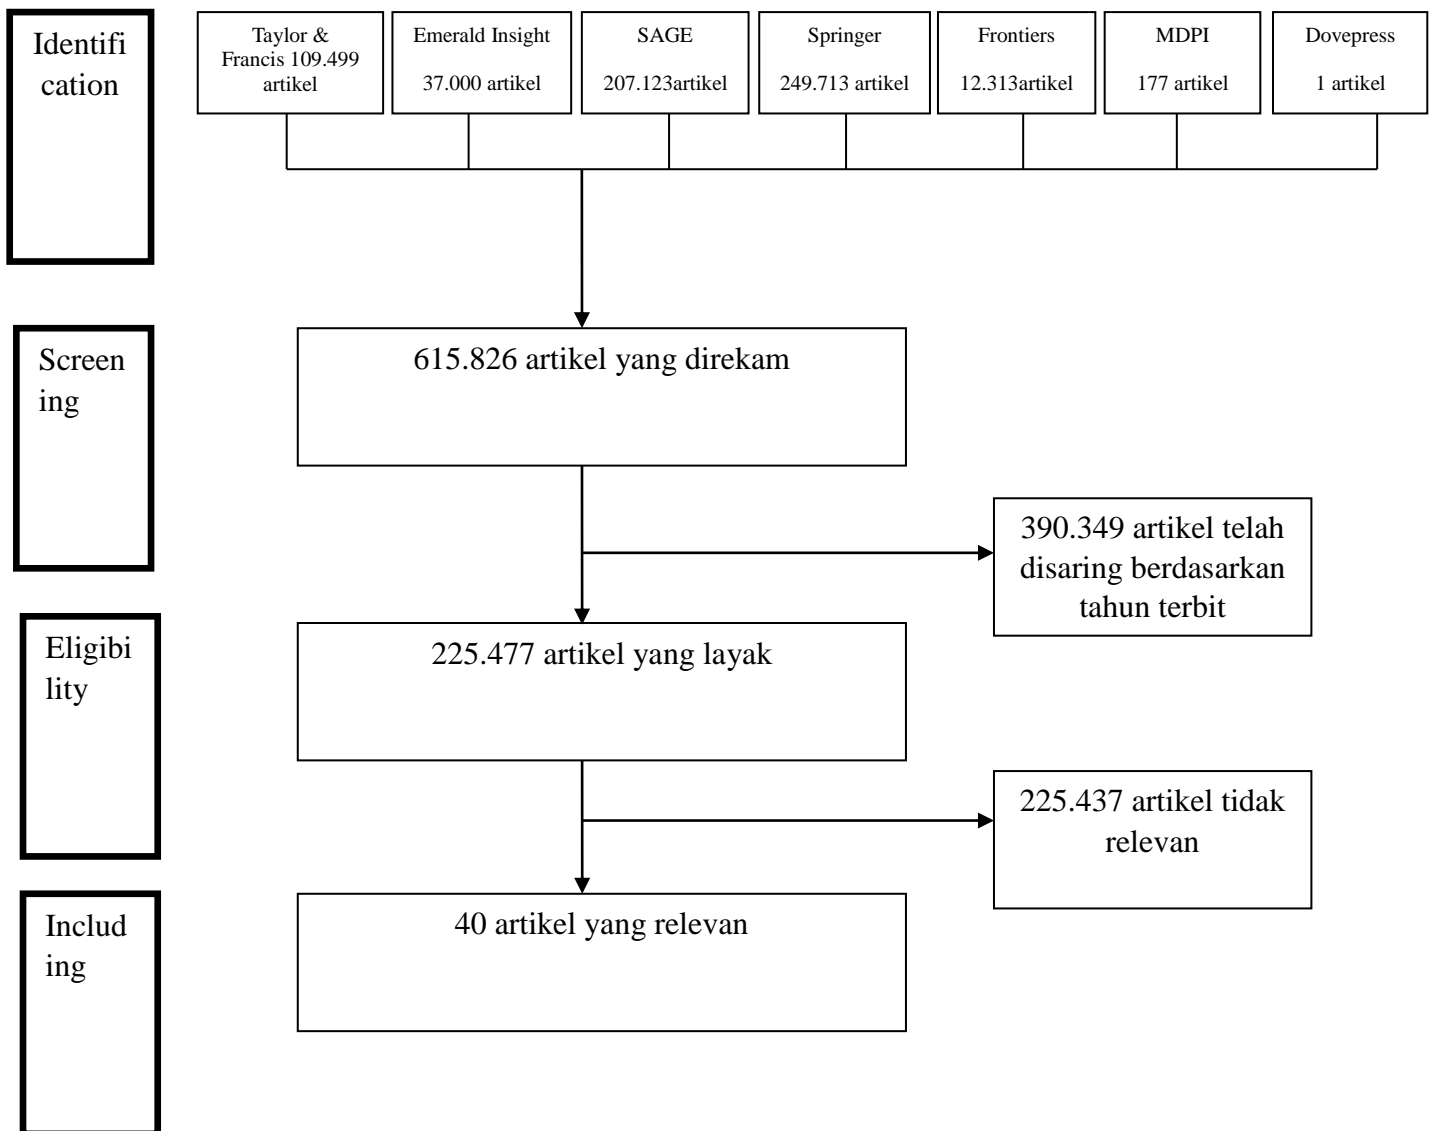 Identifi
cation
Taylor &
Francis 109.499
artikel
Emerald Insight
37.000 artikel
SAGE
207.123artikel
Springer
249.713 artikel
Frontiers
12.313artikel
MDPI
177 artikel
Dovepress
1 artikel
Screen
ing
615.826 artikel yang direkam
390.349 artikel telah
disaring berdasarkan
tahun terbit
Eligibi
lity
225.477 artikel yang layak
225.437 artikel tidak
relevan
Includ
ing
40 artikel yang relevan